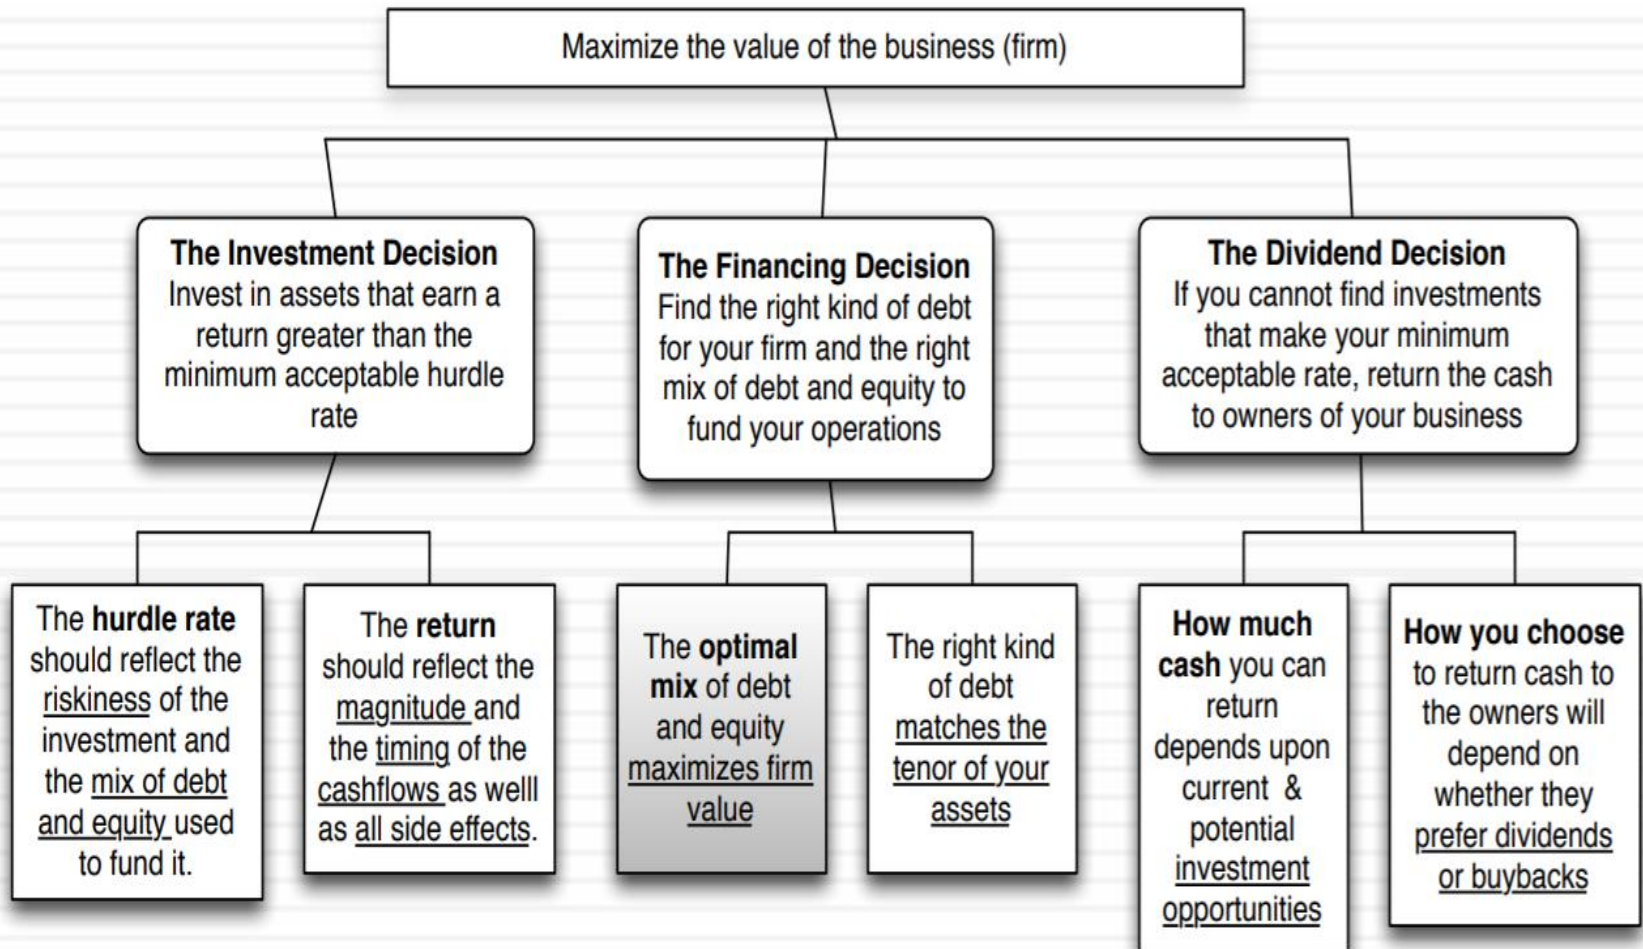 Maximize the value of the business (firm)
The Investment Decision
Invest in assets that earn a
return greater than the
minimum acceptable hurdle
rate
The Financing Decision
Find the right kind of debt
for your firm and the right
mix of debt and equity to
fund your operations
The Dividend Decision
If you cannot find investments
that make your minimum
acceptable rate, return the cash
to owners of your business
The hurdle rate
should reflect the
riskiness of the
investment and
the mix of debt
and equity used
to fund it.
The return
should reflect the
magnitude and
the timing of the
cashflows as welll
as all side effects.
The optimal
mix of debt
and equity
maximizes firm
value
The right kind
of debt
matches the
tenor of your
assets
How much
cash you can
return
depends upon
current &
potential
investment
opportunities
How you choose
to return cash to
the owners will
depend on
whether they
prefer dividends
or buybacks